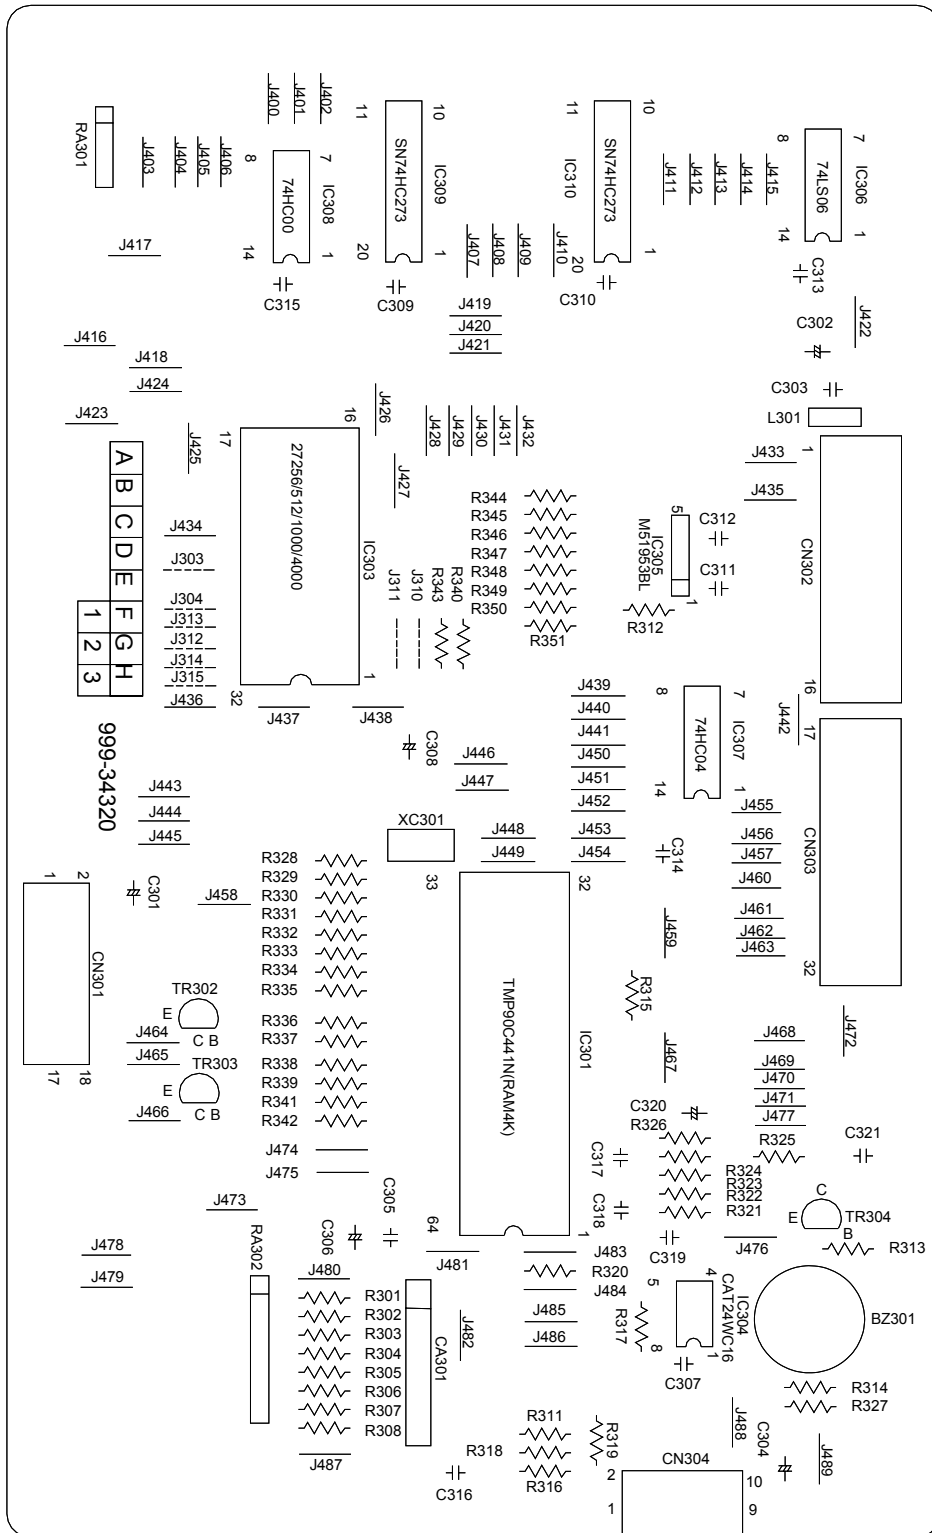 J400
J401
J402
RA301
J403
J404
J405
J406
8
7
74HC00
IC308
14
1
C315
11
10
SN74HC273
IC309
20
1
C309
J407
J408
J409
J410
11
10
SN74HC273
IC310
20
1
C310
J411
J412
J413
J414
J415
8
7
74LS06
IC306
14
1
C313
J417
J419
J420
J421
C302
J422
J416
J418
J424
J423
C303
L301
J425
17
16
J426
27256/512/1000/4000
IC303
32
1
J427
J428
J429
J430
J431
J432
J433
J435
1
CN302
16
A
B
C
D
E
F
G
H
1
2
3
J434
J303
J304
J313
J312
J314
J315
J436
R344
R345
R346
R347
R348
R349
R350
R351
5
IC305
M51953BL
1
C312
C311
R312
J311
J310
R343
R340
J437
J438
C308
999-34320
J439
J440
J441
J450
J451
J452
J453
J454
8
7
74HC04
IC307
14
1
J442
17
CN303
32
J446
J447
J443
J444
J445
XC301
J448
J449
C314
J455
J456
J457
J460
J461
J462
J463
R328
R329
R330
R331
R332
R333
R334
R335
R336
R337
R338
R339
R341
R342
33
32
TMP90C441N(RAM4K)
IC301
64
1
J459
1
2
CN301
17
18
C301
J458
TR302
E
C B
J464
J465
TR303
E
C B
J466
R315
J467
J472
J468
J469
J470
J471
J477
R325
C321
C320
R326
R324
R323
R322
R321
C317
C318
C319
J474
J475
J473
C305
C306
C
E
TR304
B
R313
J476
J478
J479
RA302
J480
R301
R302
R303
R304
R305
R306
R307
R308
J487
CA301
J481
J482
J483
R320
J484
J485
J486
R317
5
4
IC304
CAT24WC16
8
1
C307
BZ301
R314
R327
J488
C304
J489
R311
R318
R316
R319
C316
CN304
2
10
1
9